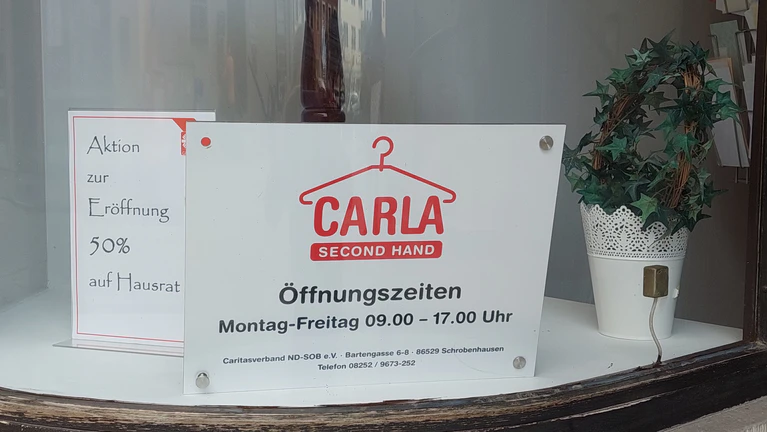 Aktion
zur
Eröffnung
50%
auf Hausrat
CARLA
SECOND HAND
Öffnungszeiten
Montag-Freitag 09.00 – 17.00 Uhr
Caritasverband ND-SOB e.V. · Bartengasse 6-8 · 86529 Schrobenhausen
Telefon 08252 / 9673-252